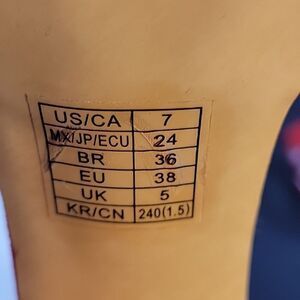 US/CA 7
MX/JP/ECU 24
BR 36
EU 38
UK 5
KR/CN 240(1.5)